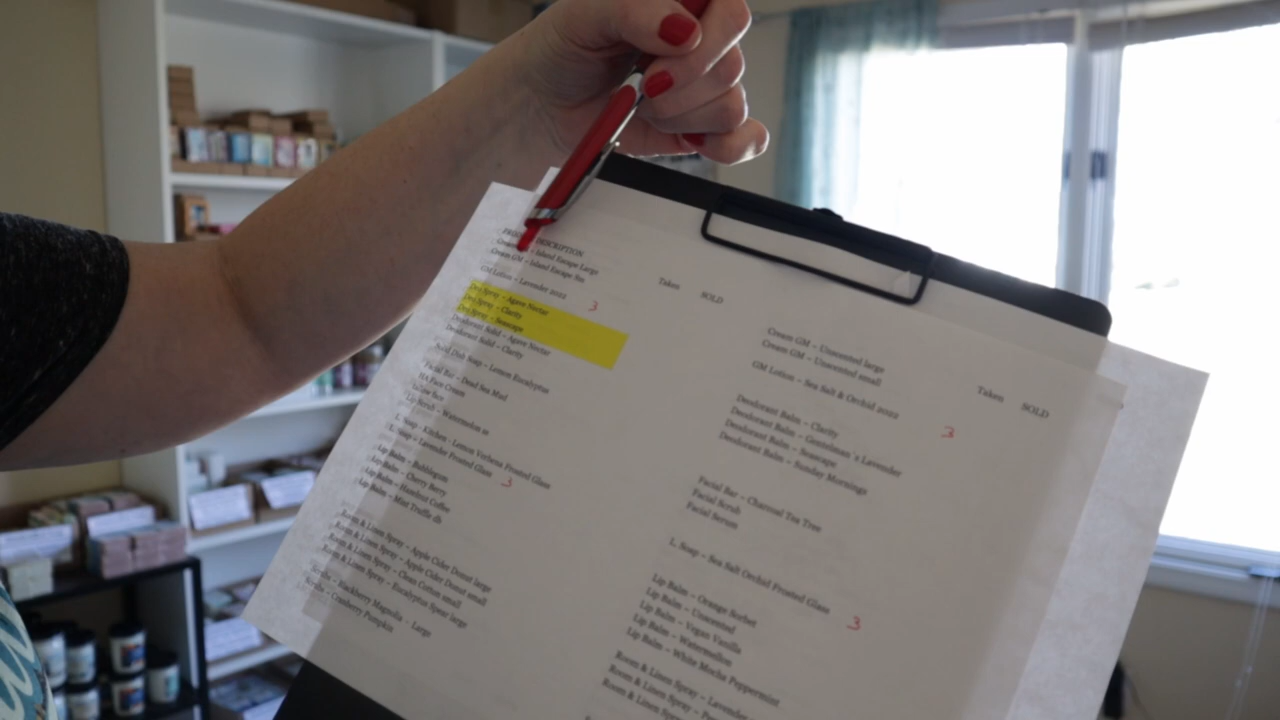 DESCRIPTION
Island Escape Large
Cream GM - Island Escape Sm
Taken SOLD
GM Lotion - Lavender 2022 3
Deo Spray - Agave Nectar
Deo Spray - Clarity
Deo Spray - Seascape
Deodorant Solid - Agave Nectar
Deodorant Solid - Clarity
Dish Soap - Lemon Eucalyptus
Facial Bar - Dead Sea Mud
HA Face Cream
Lip Scrub - Watermelon
L. Soap - Kitchen - Lemon Verbena Frosted Glass
L. Soap - Lavender Frosted Glass 3
Lip Balm - Bubblegum
Lip Balm - Cherry Berry
Lip Balm - Hazelnut Coffee
Lip Balm - Mint Truffle
Room & Linen Spray - Apple Cider Donut large
Room & Linen Spray - Apple Cider Donut small
Room & Linen Spray - Clean Cotton small
Room & Linen Spray - Eucalyptus Spear large
Blackberry Magnolia - Large
Cranberry Pumpkin
Taken SOLD
Cream GM - Unscented large
Cream GM - Unscented small
GM Lotion - Sea Salt & Orchid 2022 3
Deodorant Balm - Clarity
Deodorant Balm - Gentleman's Lavender
Deodorant Balm - Seascape
Deodorant Balm - Sunday Mornings
Facial Bar - Charcoal Tea Tree
Facial Scrub
Facial Serum
L. Soap - Sea Salt Orchid Frosted Glass 3
Lip Balm - Orange Sorbet
Lip Balm - Unscented
Lip Balm - Vegan Vanilla
Lip Balm - Watermelon
Lip Balm - White Mocha Peppermint
Room & Linen Spray - Lavender
Room & Linen Spray
Room & Linen Spray